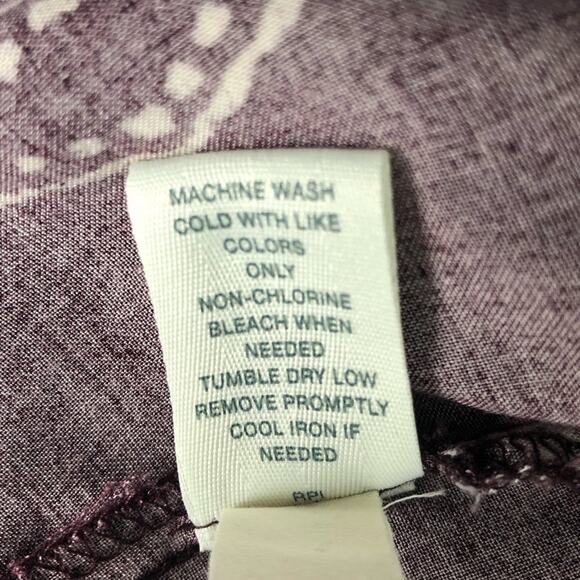 MACHINE WASH
COLD WITH LIKE
COLORS
ONLY
NON-CHLORINE
BLEACH WHEN
NEEDED
TUMBLE DRY LOW
REMOVE PROMPTLY
COOL IRON IF
NEEDED